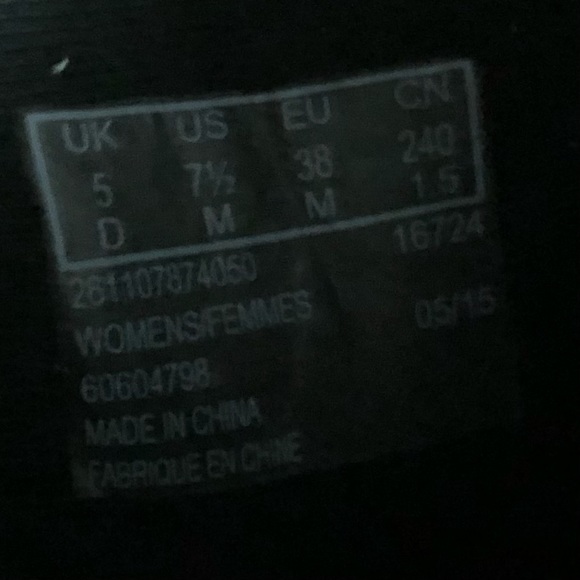 UK US EU CN
5 7½ 38 240
D M M 1.5
261107874050 16724
WOMENS/FEMMES 05/15
60604798
MADE IN CHINA
FABRIQUE EN CHINE